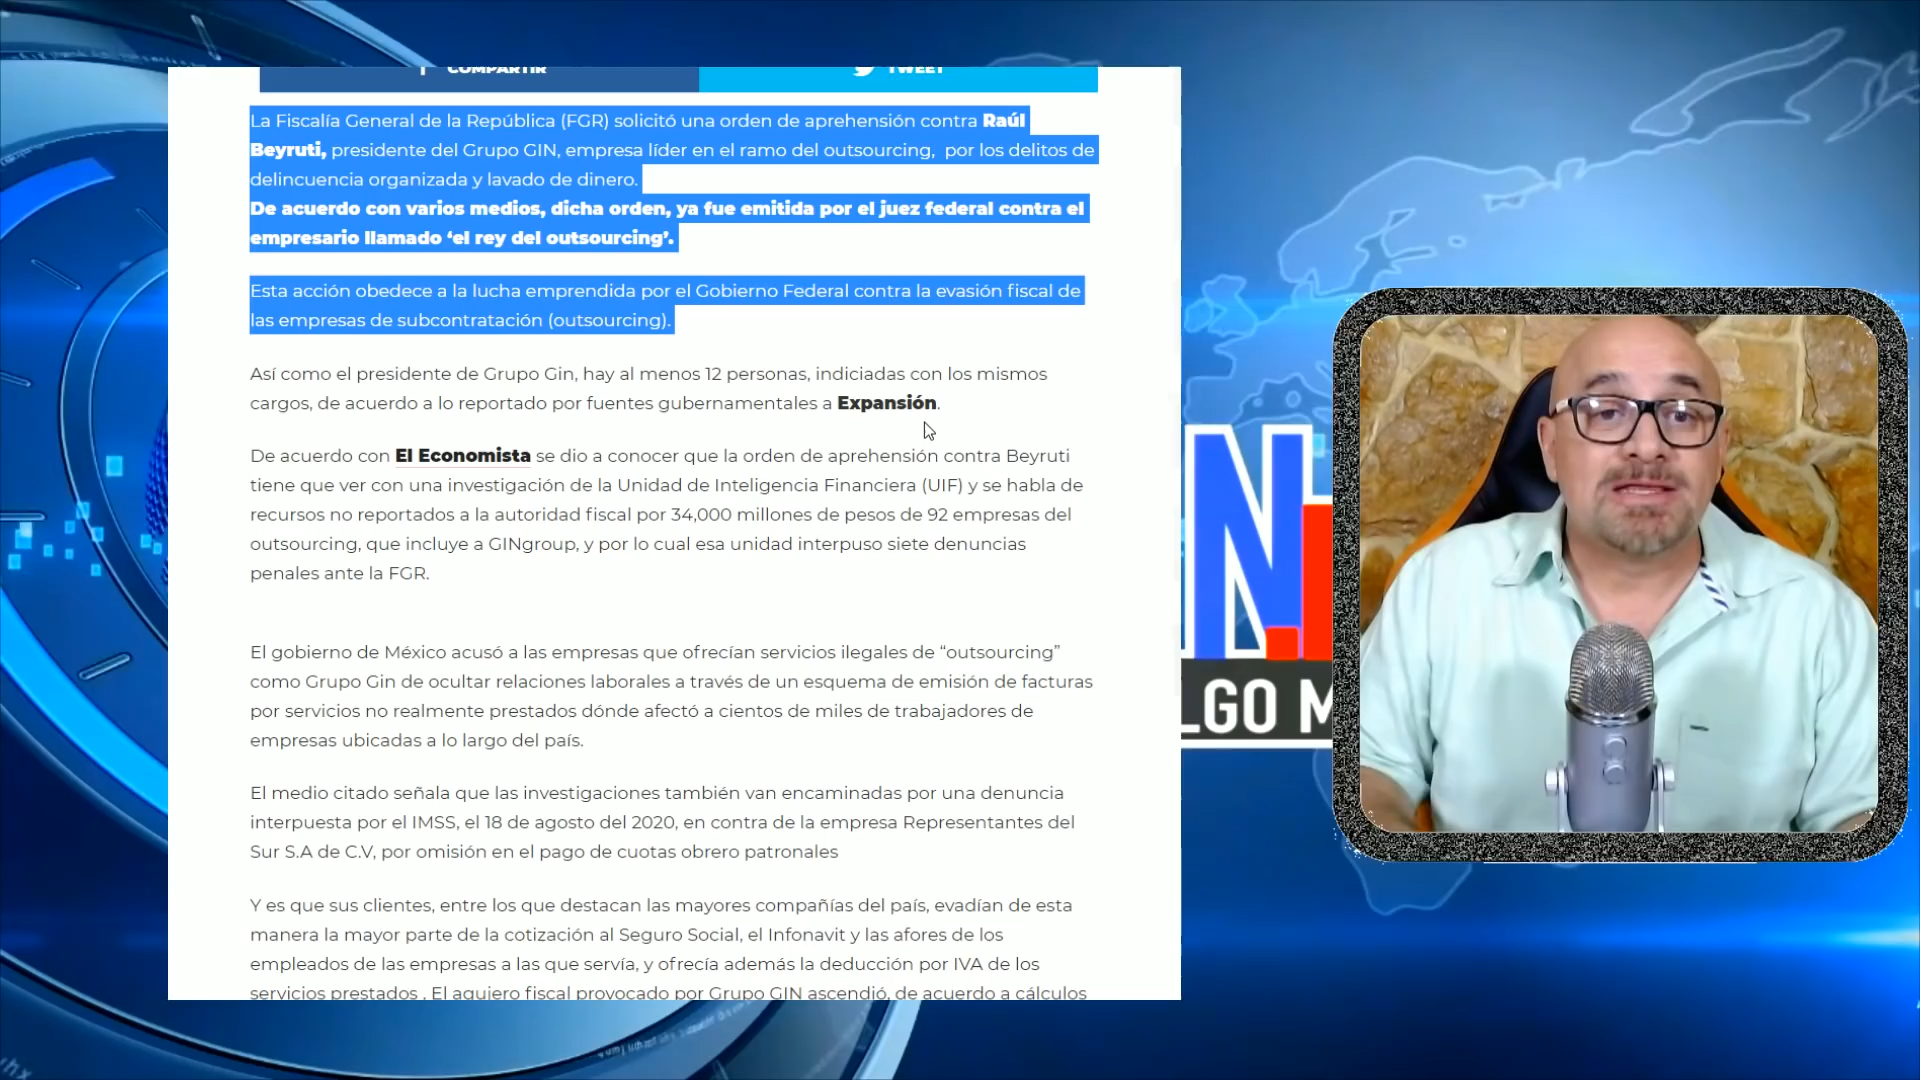 COMPARTIR TWEET
La Fiscalía General de la República (FGR) solicitó una orden de aprehensión contra Raúl
Beyruti, presidente del Grupo GIN, empresa líder en el ramo del outsourcing, por los delitos de
delincuencia organizada y lavado de dinero.
De acuerdo con varios medios, dicha orden, ya fue emitida por el juez federal contra el
empresario llamado ‘el rey del outsourcing’.
Esta acción obedece a la lucha emprendida por el Gobierno Federal contra la evasión fiscal de
las empresas de subcontratación (outsourcing).
Así como el presidente de Grupo Gin, hay al menos 12 personas, indiciadas con los mismos
cargos, de acuerdo a lo reportado por fuentes gubernamentales a Expansión.
De acuerdo con El Economista se dio a conocer que la orden de aprehensión contra Beyruti
tiene que ver con una investigación de la Unidad de Inteligencia Financiera (UIF) y se habla de
recursos no reportados a la autoridad fiscal por 34,000 millones de pesos de 92 empresas del
outsourcing, que incluye a GINgroup, y por lo cual esa unidad interpuso siete denuncias
penales ante la FGR.
El gobierno de México acusó a las empresas que ofrecían servicios ilegales de “outsourcing”
como Grupo Gin de ocultar relaciones laborales a través de un esquema de emisión de facturas
por servicios no realmente prestados dónde afectó a cientos de miles de trabajadores de
empresas ubicadas a lo largo del país.
El medio citado señala que las investigaciones también van encaminadas por una denuncia
interpuesta por el IMSS, el 18 de agosto del 2020, en contra de la empresa Representantes del
Sur S.A de C.V, por omisión en el pago de cuotas obrero patronales
Y es que sus clientes, entre los que destacan las mayores compañías del país, evadían de esta
manera la mayor parte de la cotización al Seguro Social, el Infonavit y las afores de los
empleados de las empresas a las que servía, y ofrecía además la deducción por IVA de los
servicios prestados . El agujero fiscal provocado por Grupo GIN ascendió, de acuerdo a cálculos
N
LGO M